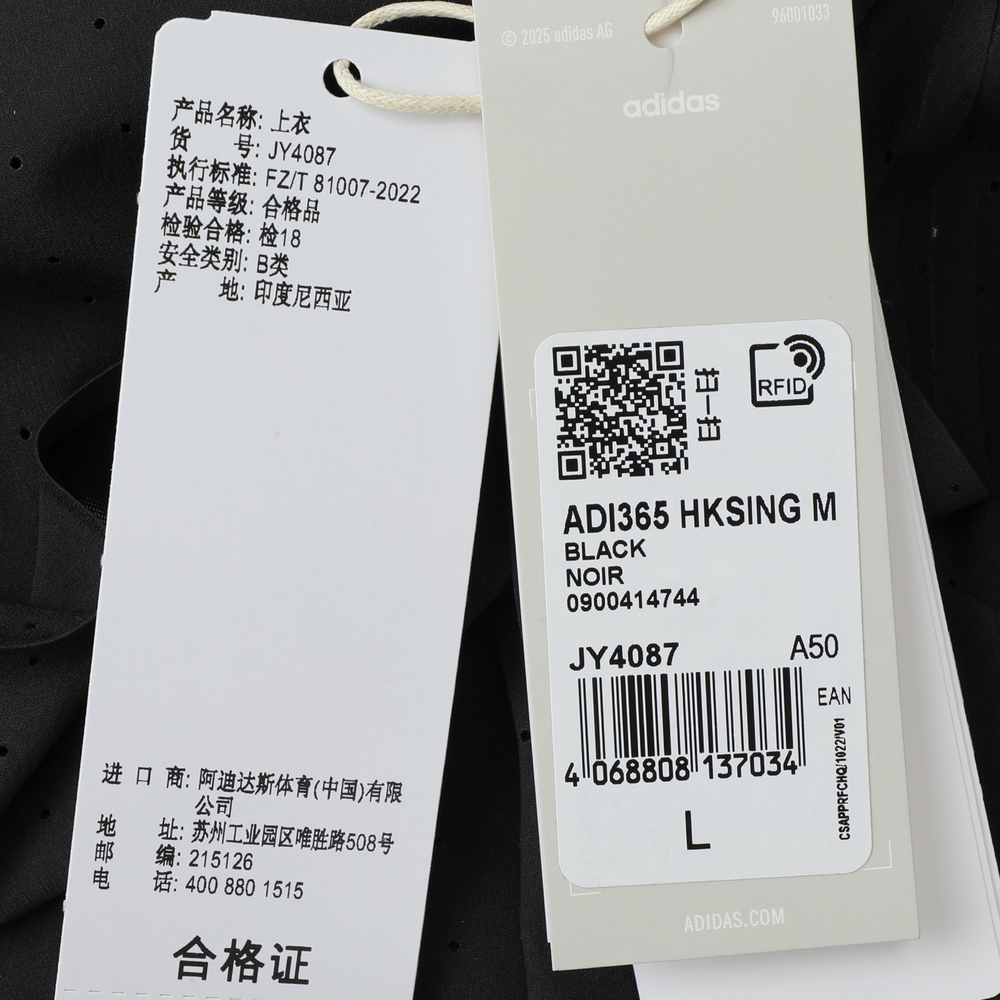 产品名称: 上衣
货 号: JY4087
执行标准: FZ/T 81007-2022
产品等级: 合格品
检验合格: 检18
安全类别: B类
产 地: 印度尼西亚
进 口 商: 阿迪达斯体育(中国)有限
公司
地 址: 苏州工业园区唯胜路508号
邮 编: 215126
电 话: 400 880 1515
合格证
© 2025 adidas AG
96001033
adidas
扫一扫
RFID
ADI365 HKSING M
BLACK
NOIR
0900414744
JY4087 A50
EAN
4 068808 137034
CSAPPRFCHQ/1022/V01
L
ADIDAS.COM